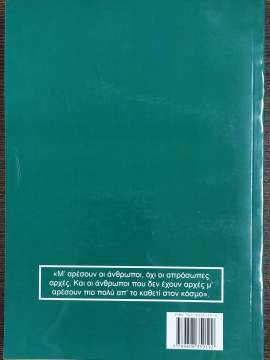 «Μ' αρέσουν οι άνθρωποι, όχι οι απρόσωπες
αρχές. Και οι άνθρωποι που δεν έχουν αρχές μ'
αρέσουν πιο πολύ απ' το καθετί στον κόσμο».